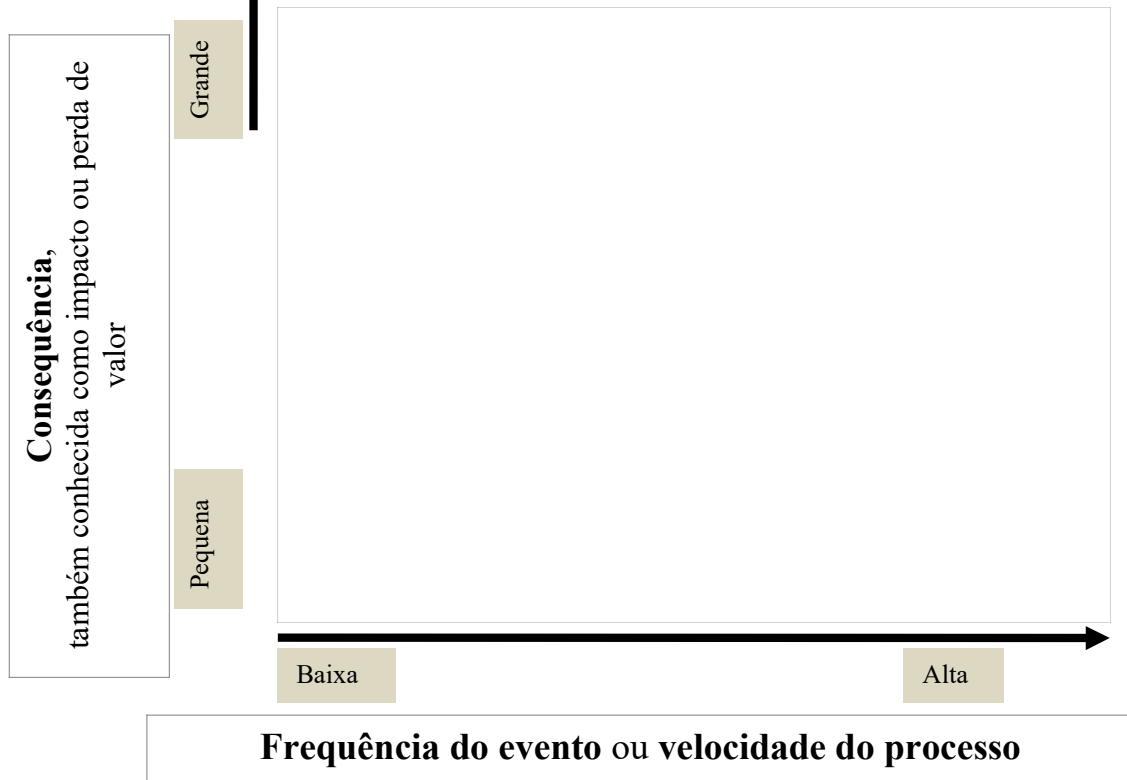 Consequência,
também conhecida como impacto ou perda de
valor
Grande
Pequena
Baixa
Alta
Frequência do evento ou velocidade do processo